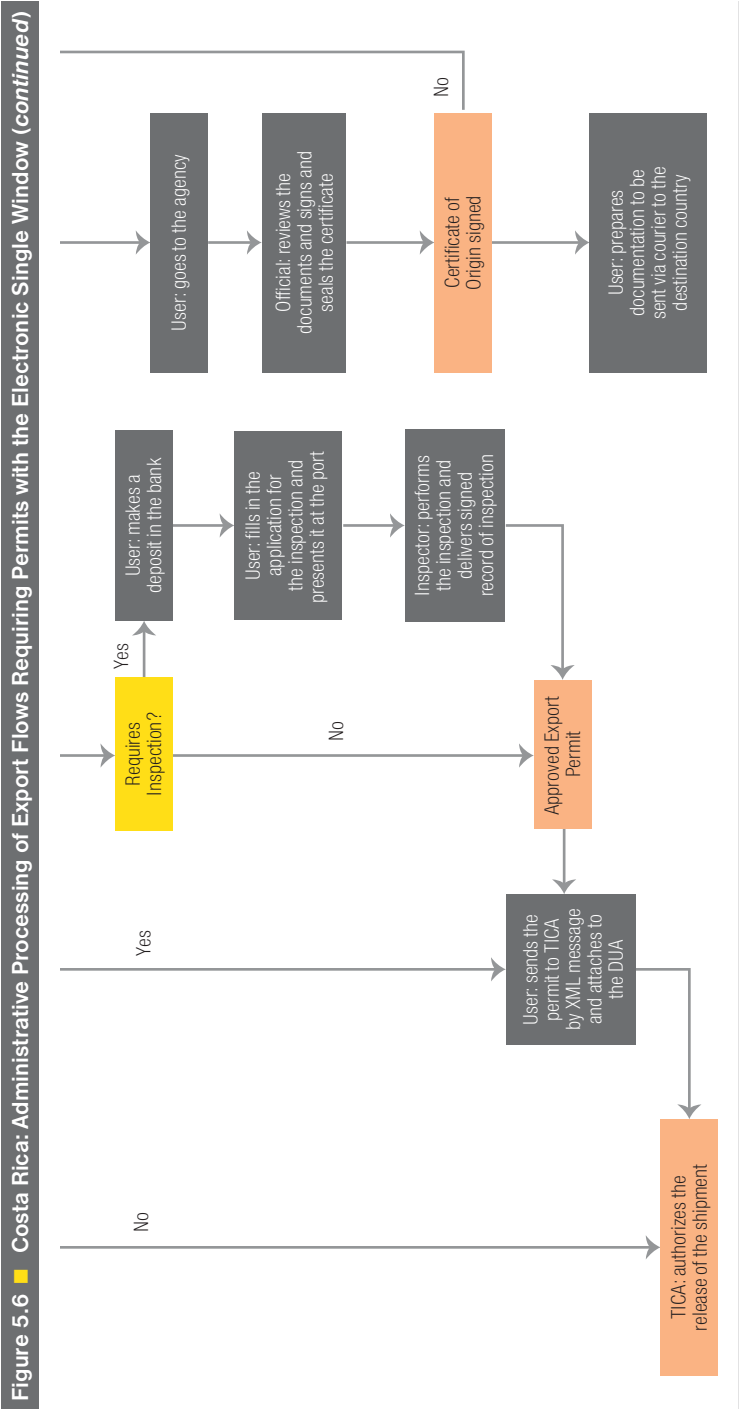 Figure 5.6 ■ Costa Rica: Administrative Processing of Export Flows Requiring Permits with the Electronic Single Window (continued)
No
TICA: authorizes the
release of the shipment
Yes
User: sends the
permit to TICA
by XML message
and attaches to
the DUA
Requires
Inspection?
Yes
No
Approved Export
Permit
User: makes a
deposit in the bank
User: fills in the
application for
the inspection and
presents it at the port
Inspector: performs
the inspection and
delivers signed
record of inspection
User: goes to the agency
Official: reviews the
documents and signs and
seals the certificate
Certificate of
Origin signed
No
User: prepares
documentation to be
sent via courier to the
destination country